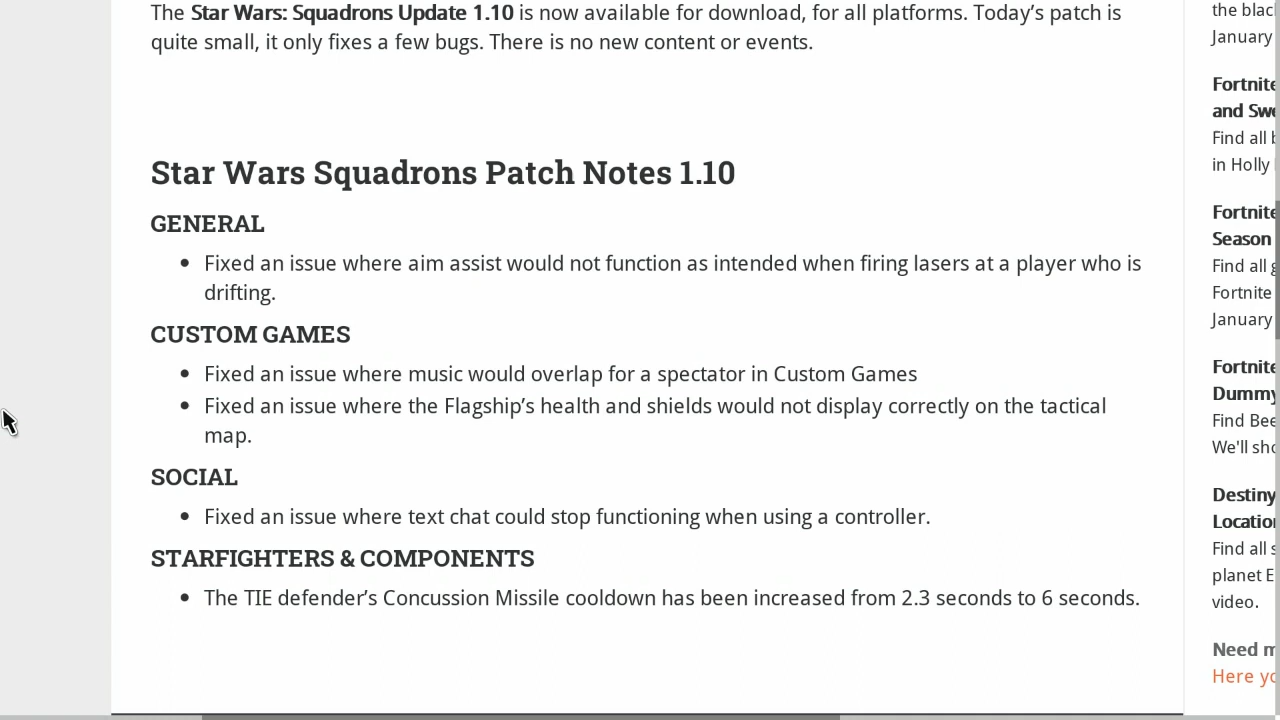 The Star Wars: Squadrons Update 1.10 is now available for download, for all platforms. Today’s patch is
quite small, it only fixes a few bugs. There is no new content or events.
Star Wars Squadrons Patch Notes 1.10
GENERAL
Fixed an issue where aim assist would not function as intended when firing lasers at a player who is
drifting.
CUSTOM GAMES
Fixed an issue where music would overlap for a spectator in Custom Games
Fixed an issue where the Flagship’s health and shields would not display correctly on the tactical
map.
SOCIAL
Fixed an issue where text chat could stop functioning when using a controller.
STARFIGHTERS & COMPONENTS
The TIE defender’s Concussion Missile cooldown has been increased from 2.3 seconds to 6 seconds.
the
January
Fortnite
and
Find all
in Holly
Fortnite
Season
Find all
Fortnite
January
Fortnite
Dummy
Find
We'll
Destiny
Find all
planet
video.
Need
Here